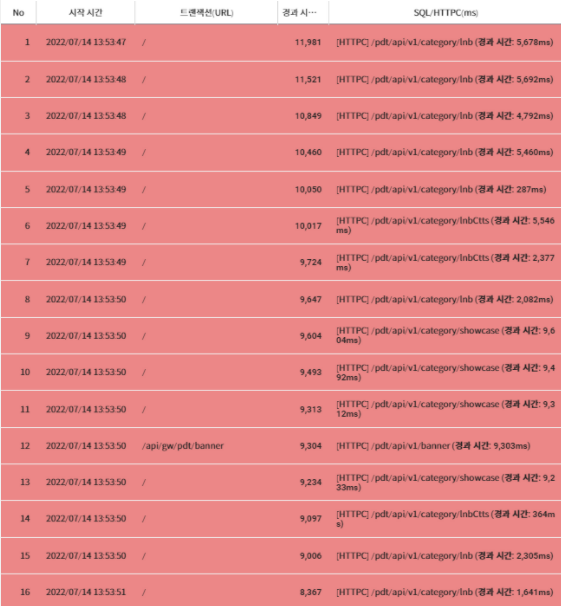 No 시작 시간 트랜잭션(URL) 경과 시··· SQL/HTTPC(ms)
1 2022/07/14 13:53:47 / 11,981 [HTTPC] /pdt/api/v1/category/lnb (경과 시간: 5,678ms)
2 2022/07/14 13:53:48 / 11,521 [HTTPC] /pdt/api/v1/category/lnb (경과 시간: 5,692ms)
3 2022/07/14 13:53:48 / 10,849 [HTTPC] /pdt/api/v1/category/lnb (경과 시간: 4,792ms)
4 2022/07/14 13:53:49 / 10,460 [HTTPC] /pdt/api/v1/category/lnb (경과 시간: 5,460ms)
5 2022/07/14 13:53:49 / 10,050 [HTTPC] /pdt/api/v1/category/lnb (경과 시간: 287ms)
6 2022/07/14 13:53:49 / 10,017 [HTTPC] /pdt/api/v1/category/lnbCtts (경과 시간: 5,546
ms)
7 2022/07/14 13:53:49 / 9,724 [HTTPC] /pdt/api/v1/category/lnbCtts (경과 시간: 2,377
ms)
8 2022/07/14 13:53:50 / 9,647 [HTTPC] /pdt/api/v1/category/lnb (경과 시간: 2,082ms)
9 2022/07/14 13:53:50 / 9,604 [HTTPC] /pdt/api/v1/category/showcase (경과 시간: 9,6
04ms)
10 2022/07/14 13:53:50 / 9,493 [HTTPC] /pdt/api/v1/category/showcase (경과 시간: 9,4
92ms)
11 2022/07/14 13:53:50 / 9,313 [HTTPC] /pdt/api/v1/category/showcase (경과 시간: 9,3
12ms)
12 2022/07/14 13:53:50 /api/gw/pdt/banner 9,304 [HTTPC] /pdt/api/v1/banner (경과 시간: 9,303ms)
13 2022/07/14 13:53:50 / 9,234 [HTTPC] /pdt/api/v1/category/showcase (경과 시간: 9,2
33ms)
14 2022/07/14 13:53:50 / 9,097 [HTTPC] /pdt/api/v1/category/lnbCtts (경과 시간: 364m
s)
15 2022/07/14 13:53:50 / 9,006 [HTTPC] /pdt/api/v1/category/lnb (경과 시간: 2,305ms)
16 2022/07/14 13:53:51 / 8,367 [HTTPC] /pdt/api/v1/category/lnb (경과 시간: 1,641ms)